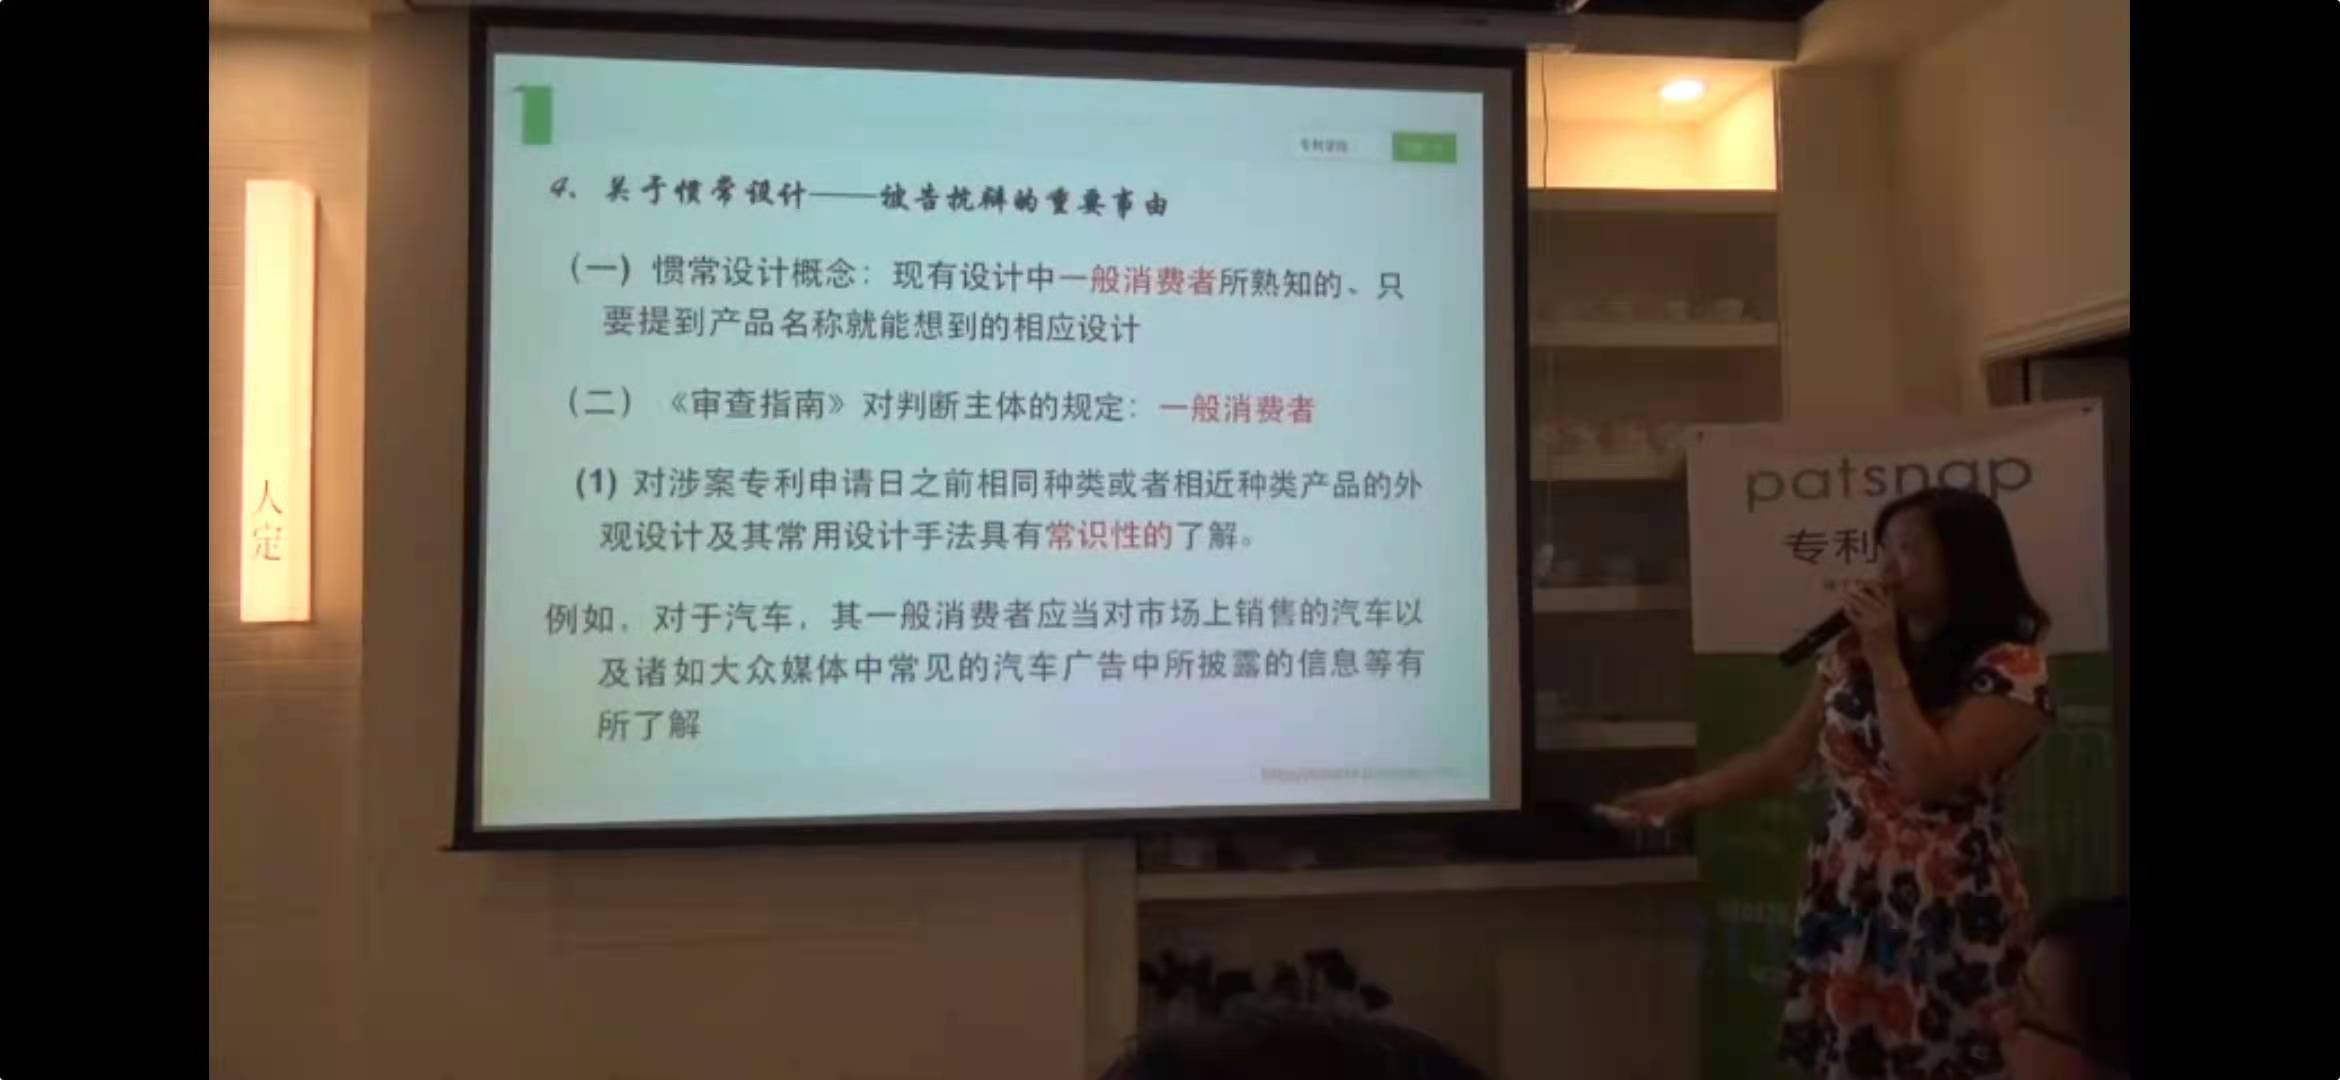 专利学院
4、关于惯常设计——被告抗辩的重要事由
（一）惯常设计概念：现有设计中一般消费者所熟知的、只
要提到产品名称就能想到的相应设计
（二）《审查指南》对判断主体的规定：一般消费者
(1) 对涉案专利申请日之前相同种类或者相近种类产品的外
观设计及其常用设计手法具有常识性的了解。
例如，对于汽车，其一般消费者应当对市场上销售的汽车以
及诸如大众媒体中常见的汽车广告中所披露的信息等有
所了解
人定
patsnap
专利